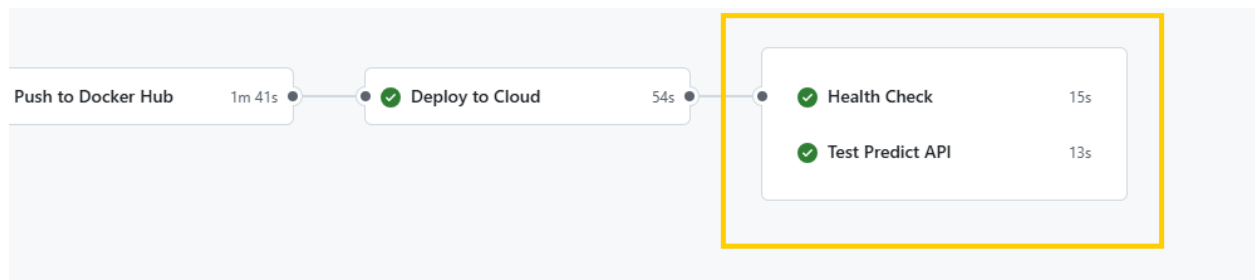 Push to Docker Hub 1m 41s
Deploy to Cloud 54s
Health Check 15s
Test Predict API 13s